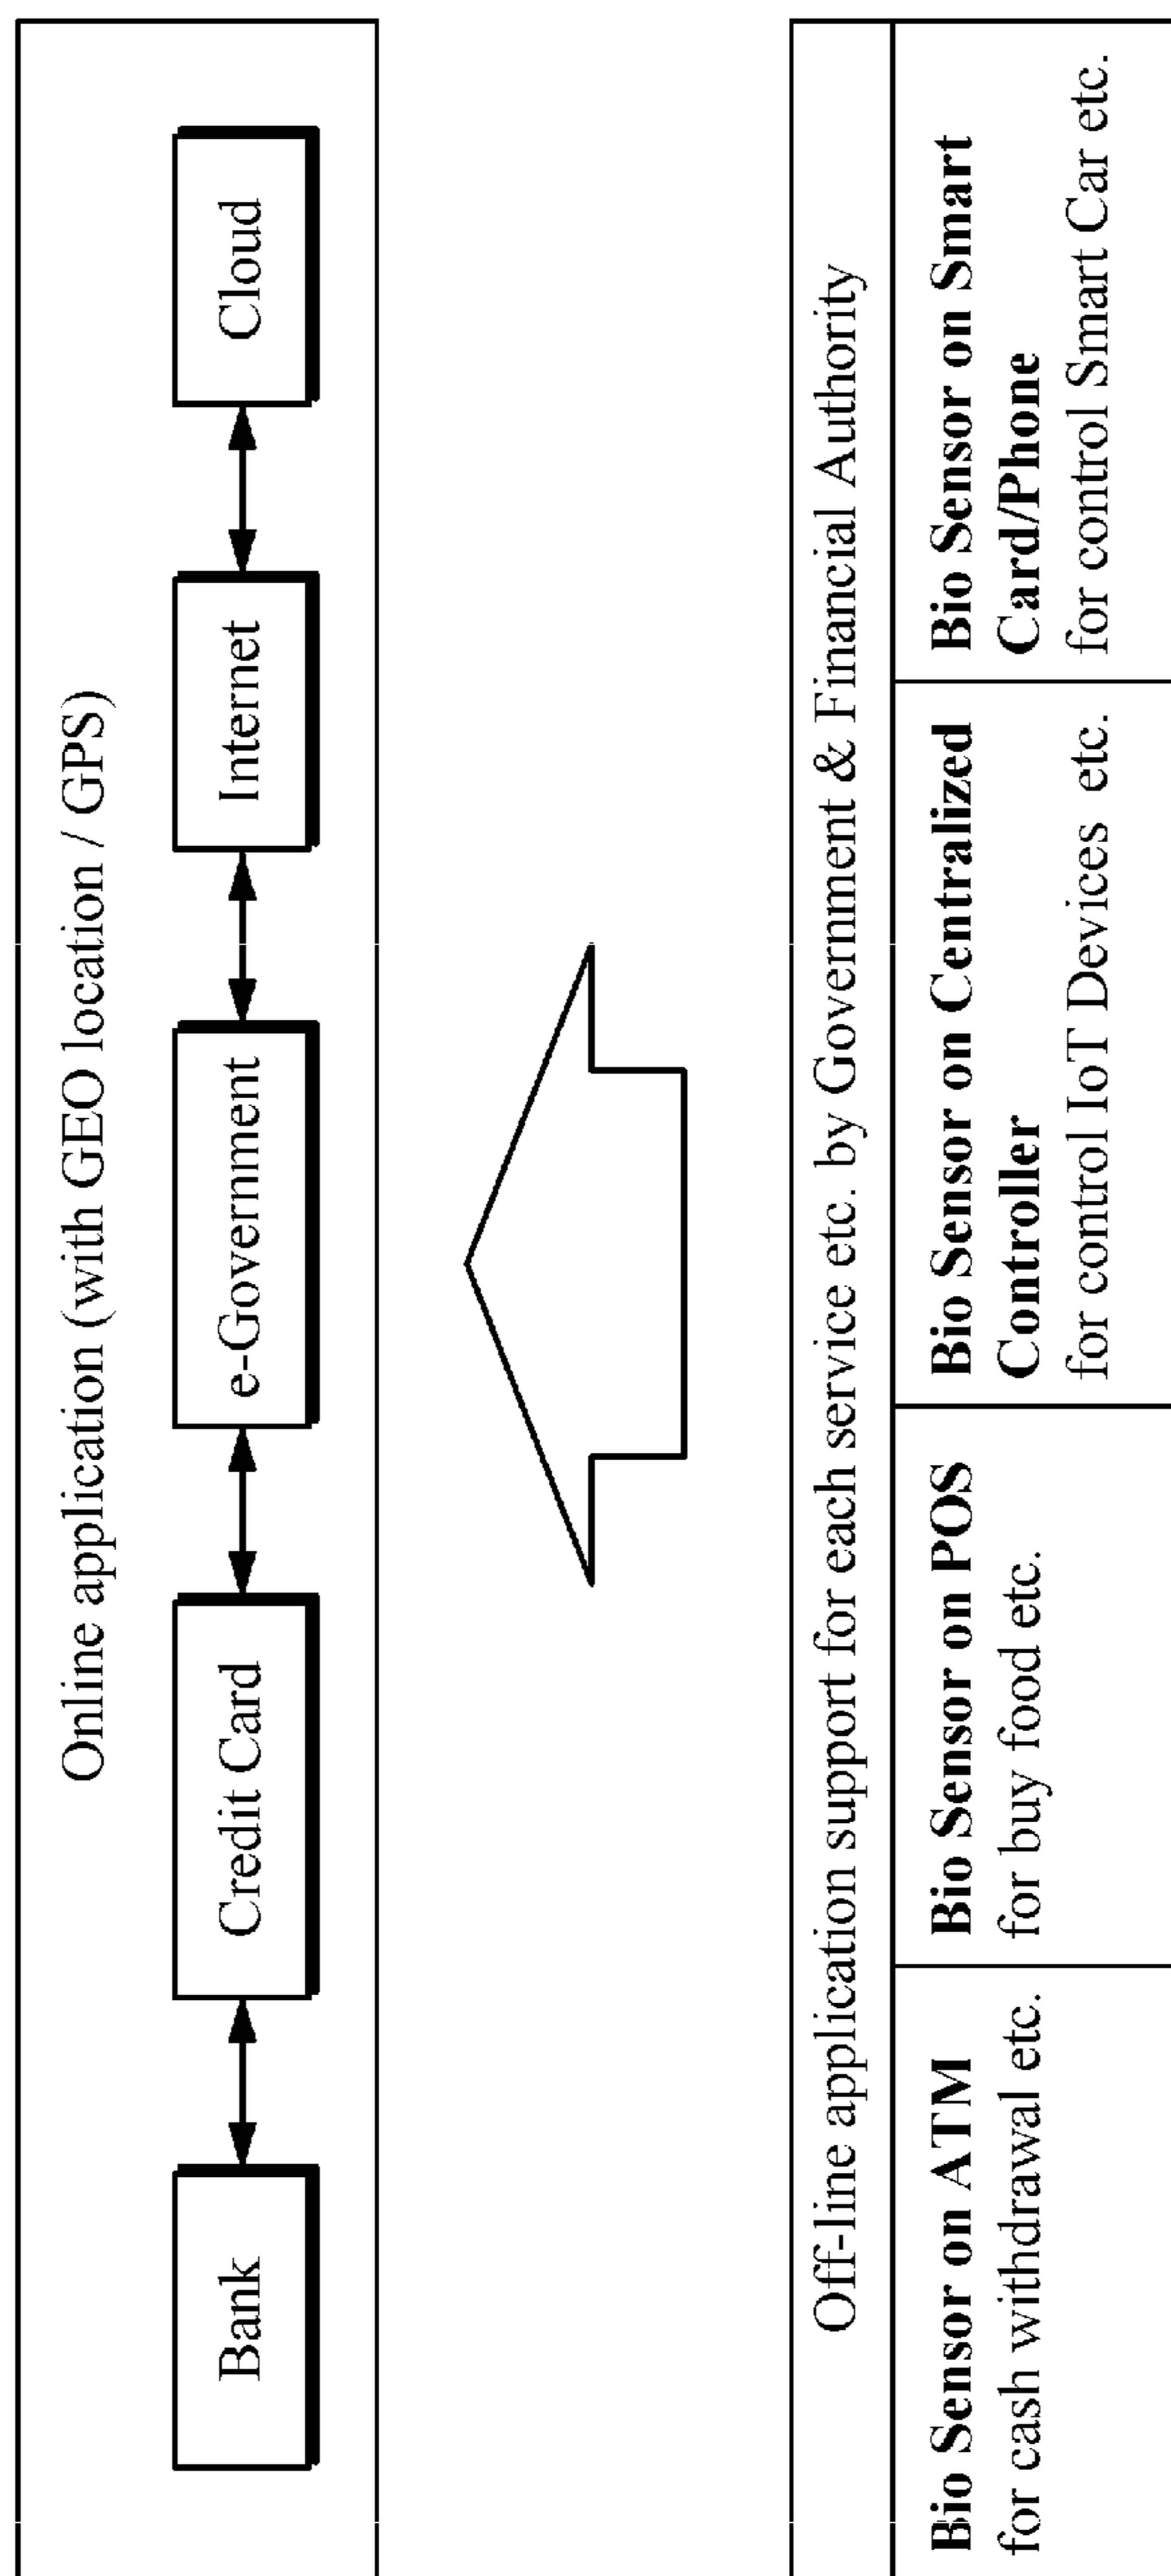 Online application (with GEO location / GPS)
Bank
Credit Card
e-Government
Internet
Cloud
Off-line application support for each service etc. by Government & Financial Authority
Bio Sensor on ATM
for cash withdrawal etc.
Bio Sensor on POS
for buy food etc.
Bio Sensor on Centralized
Controller
for control IoT Devices etc.
Bio Sensor on Smart
Card/Phone
for control Smart Car etc.